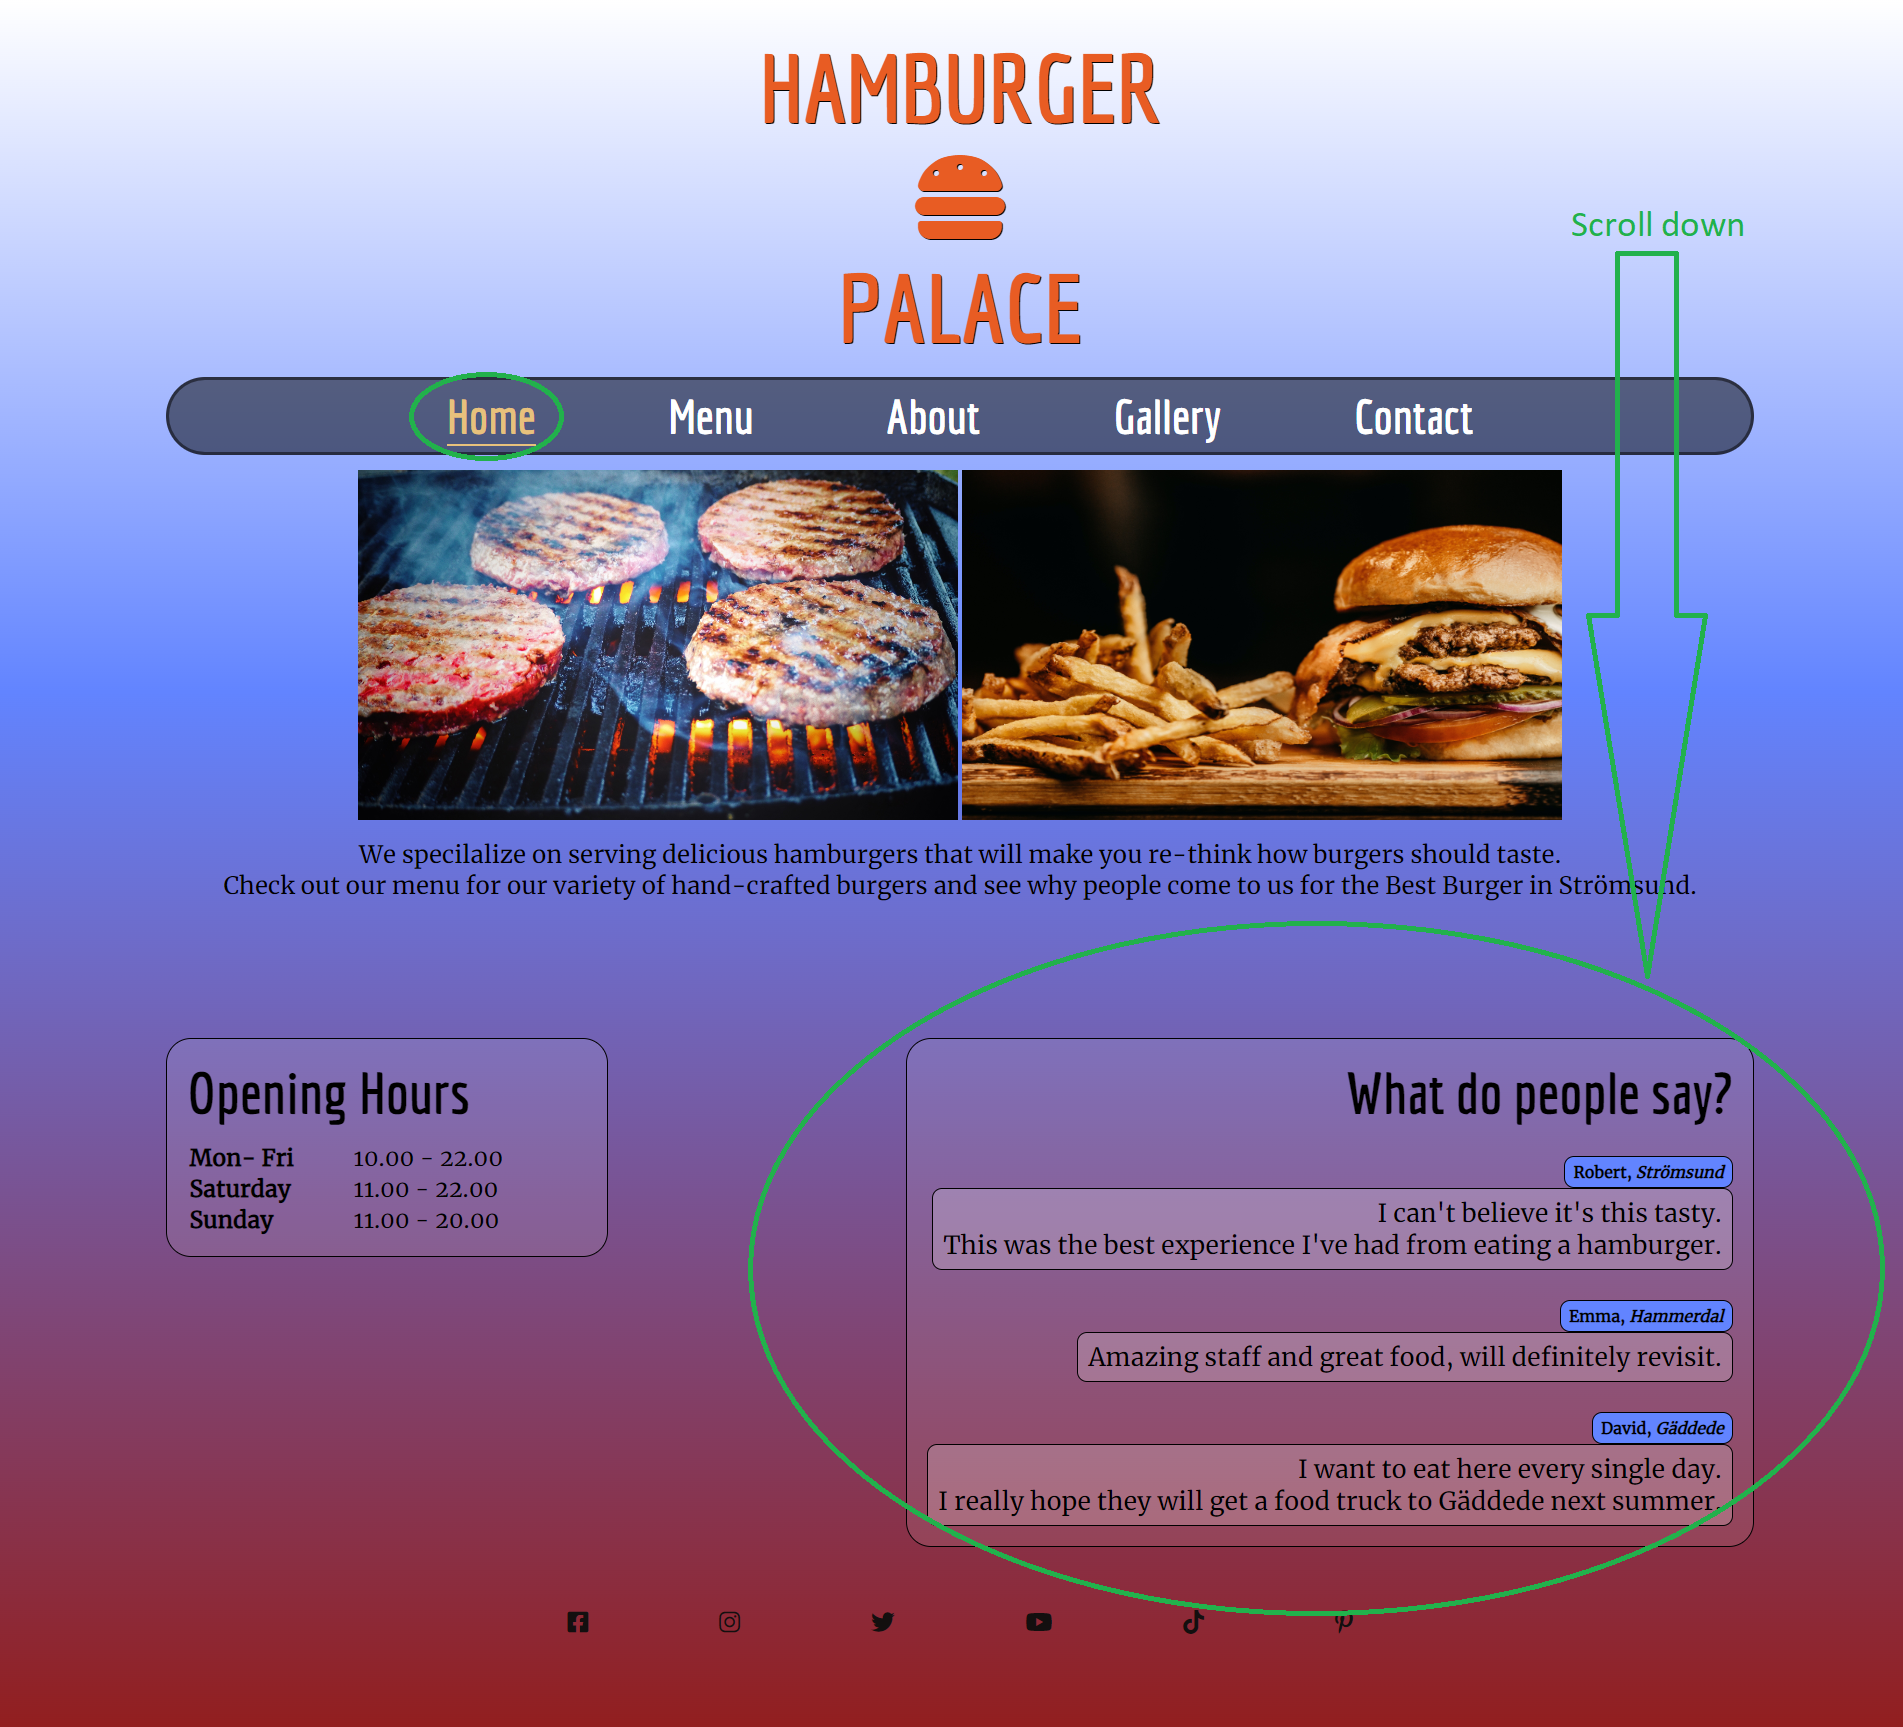 HAMBURGER
PALACE
Scroll down
Home Menu About Gallery Contact
We specilalize on serving delicious hamburgers that will make you re-think how burgers should taste.
Check out our menu for our variety of hand-crafted burgers and see why people come to us for the Best Burger in Strömsund.
Opening Hours
Mon- Fri 10.00 - 22.00
Saturday 11.00 - 22.00
Sunday 11.00 - 20.00
What do people say?
Robert, Strömsund
I can't believe it's this tasty.
This was the best experience I've had from eating a hamburger.
Emma, Hammerdal
Amazing staff and great food, will definitely revisit.
David, Gäddede
I want to eat here every single day.
I really hope they will get a food truck to Gäddede next summer.